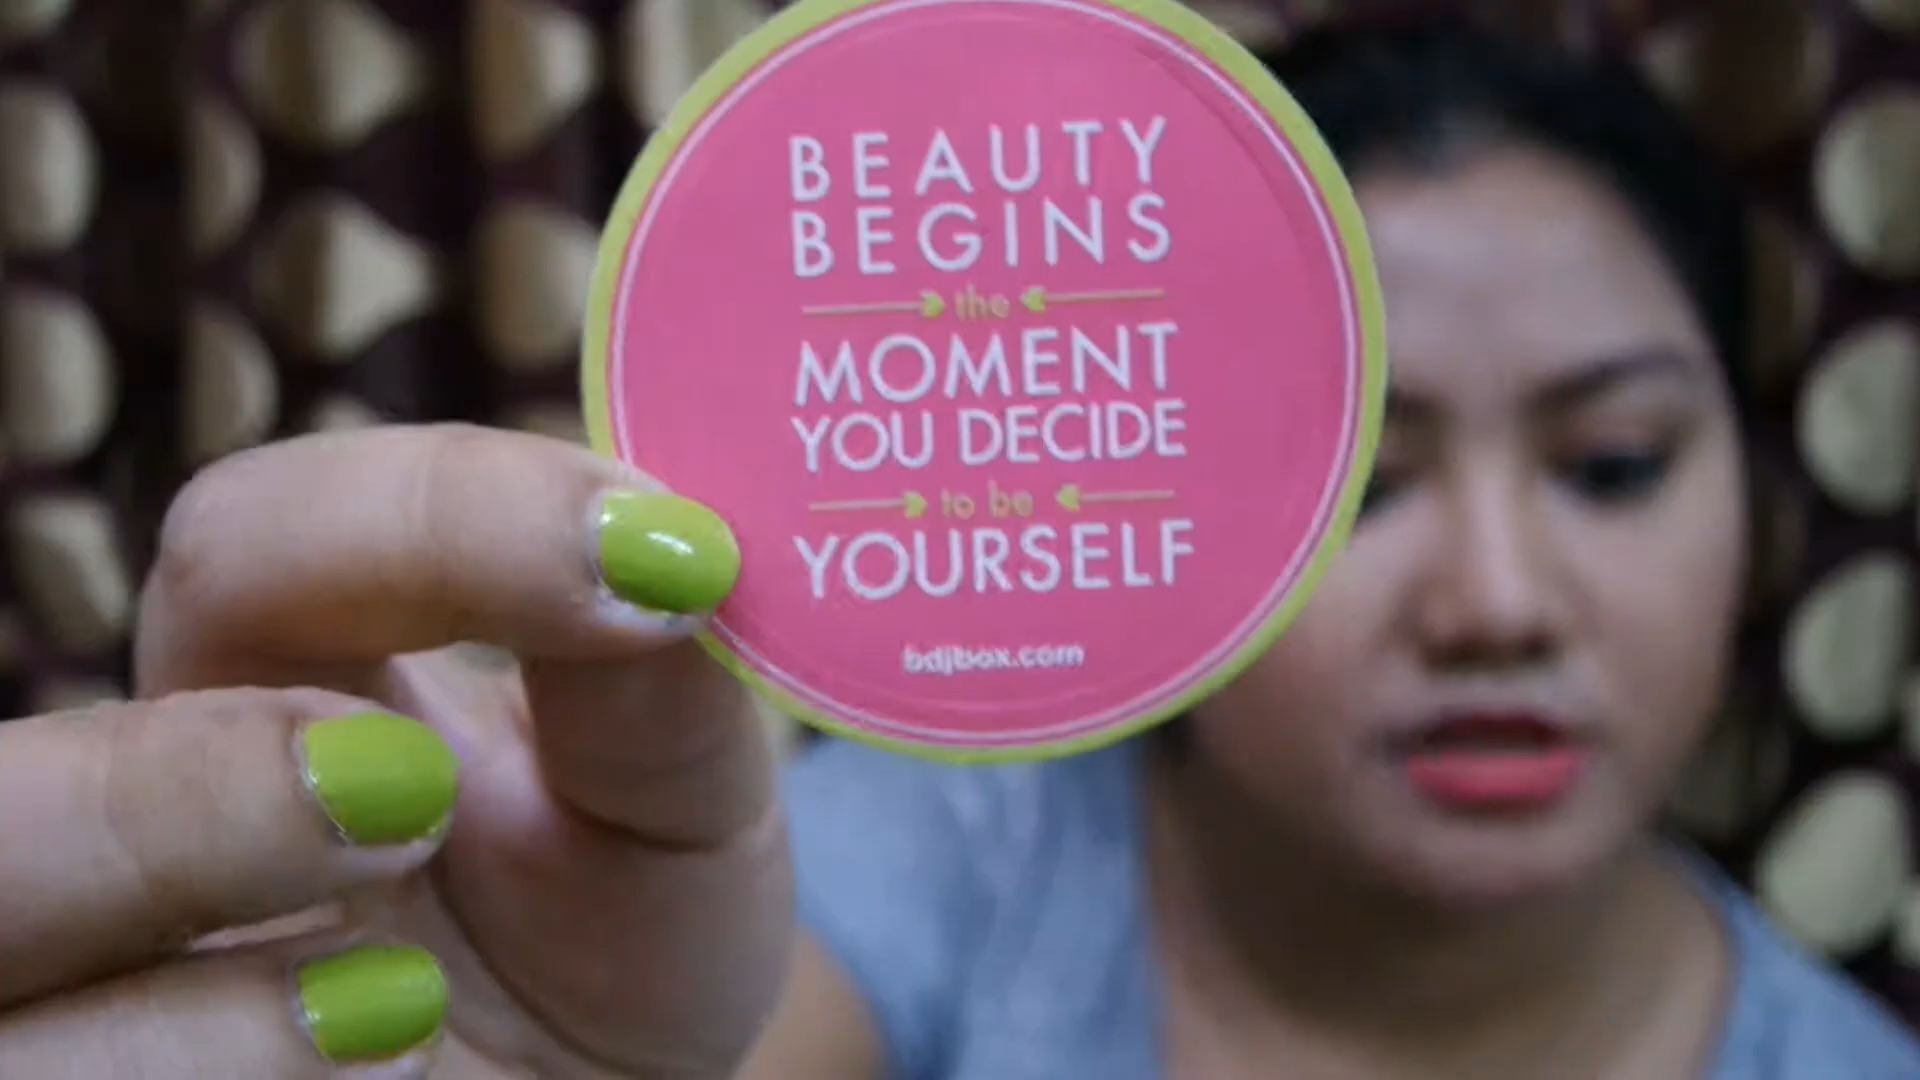 BEAUTY
BEGINS
the
MOMENT
YOU DECIDE
to be
YOURSELF
bdjbox.com